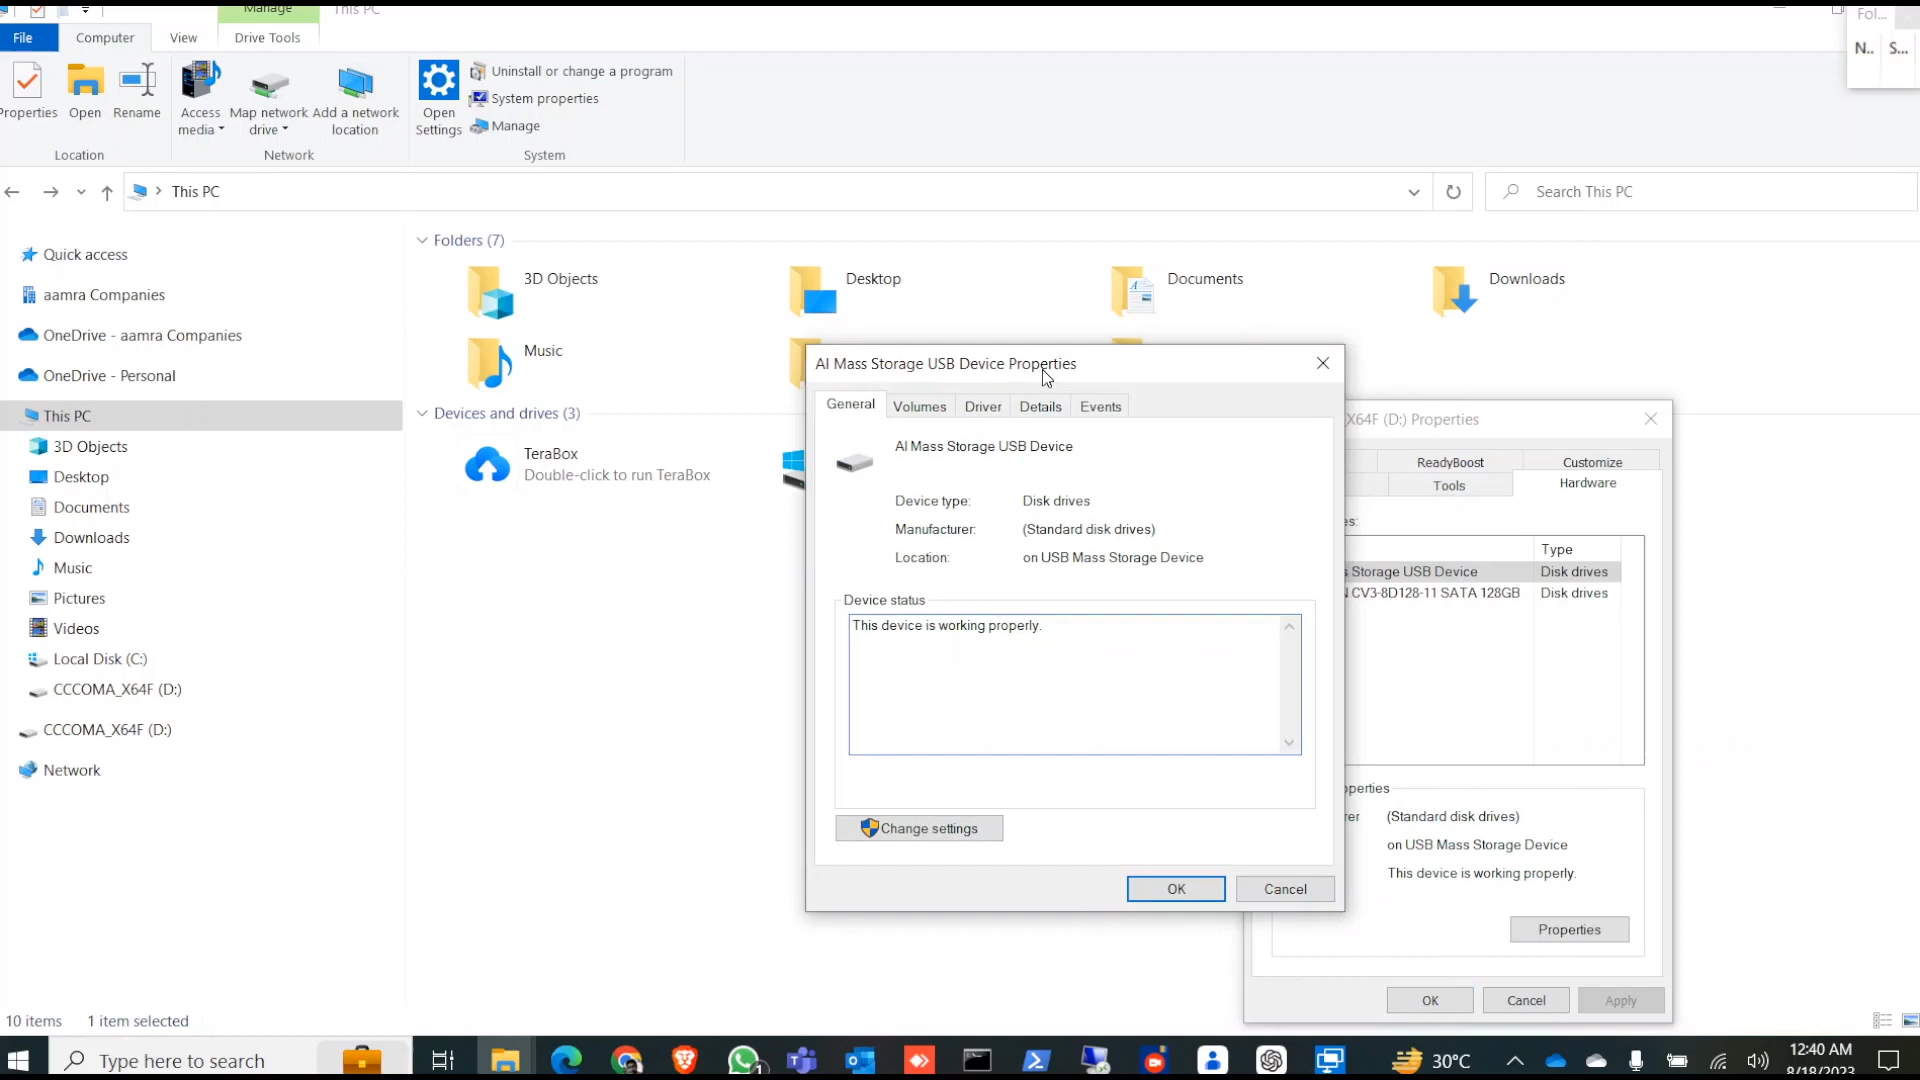 Manage
This PC
File
Computer
View
Drive Tools
Fol...
N..
S...
Properties
Open
Rename
Access
media
Map network
drive
Add a network
location
Open
Settings
Uninstall or change a program
System properties
Manage
Location
Network
System
This PC
Search This PC
Quick access
aamra Companies
OneDrive - aamra Companies
OneDrive - Personal
This PC
3D Objects
Desktop
Documents
Downloads
Music
Pictures
Videos
Local Disk (C:)
CCCOMA_X64F (D:)
CCCOMA_X64F (D:)
Network
Folders (7)
3D Objects
Desktop
Documents
Downloads
Music
Devices and drives (3)
TeraBox
Double-click to run TeraBox
AI Mass Storage USB Device Properties
General
Volumes
Driver
Details
Events
AI Mass Storage USB Device
Device type: Disk drives
Manufacturer: (Standard disk drives)
Location: on USB Mass Storage Device
Device status
This device is working properly.
Change settings
OK
Cancel
X64F (D:) Properties
ReadyBoost
Customize
Tools
Hardware
es:
Type
s Storage USB Device
Disk drives
CV3-8D128-11 SATA 128GB
Disk drives
operties
rer
(Standard disk drives)
on USB Mass Storage Device
This device is working properly.
Properties
OK
Cancel
Apply
10 items
1 item selected
Type here to search
1
30°C
12:40 AM
8/18/2023